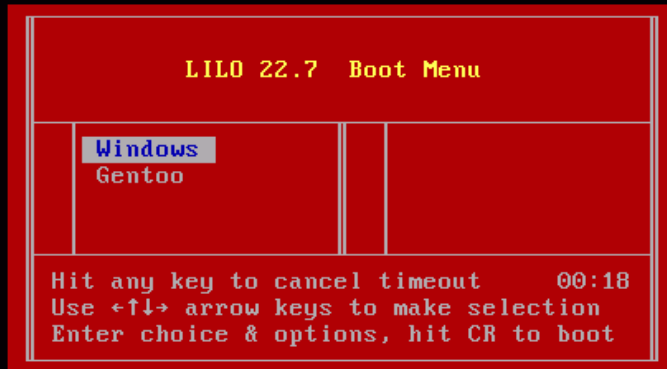 LILO 22.7  Boot Menu
Windows
Gentoo
Hit any key to cancel timeout     00:18
Use ←↑↓→ arrow keys to make selection
Enter choice & options, hit CR to boot